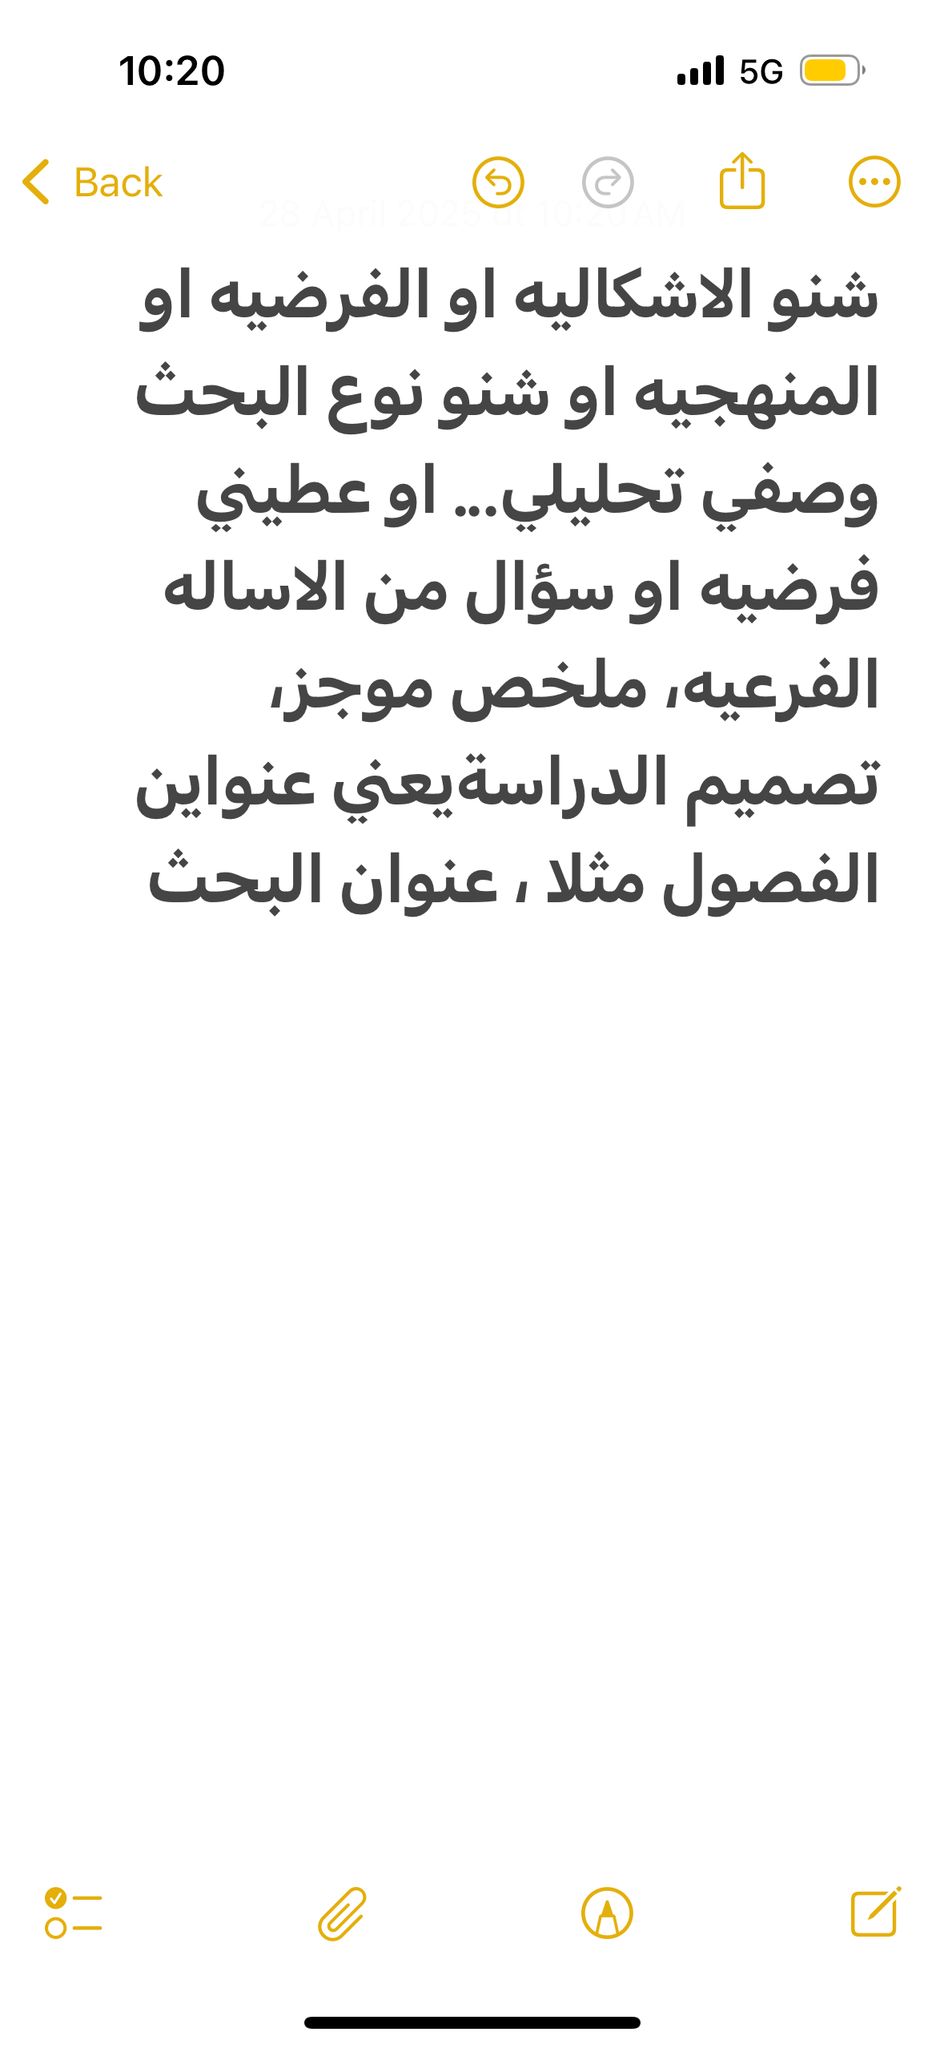 10:20
5G
Back
28 April 2025 at 10:20 AM
شنو الاشكاليه او الفرضيه او
المنهجيه او شنو نوع البحث
وصفي تحليلي... او عطيني
فرضيه او سؤال من الاساله
الفرعيه، ملخص موجز،
تصميم الدراسةيعني عنواين
الفصول مثلا ، عنوان البحث